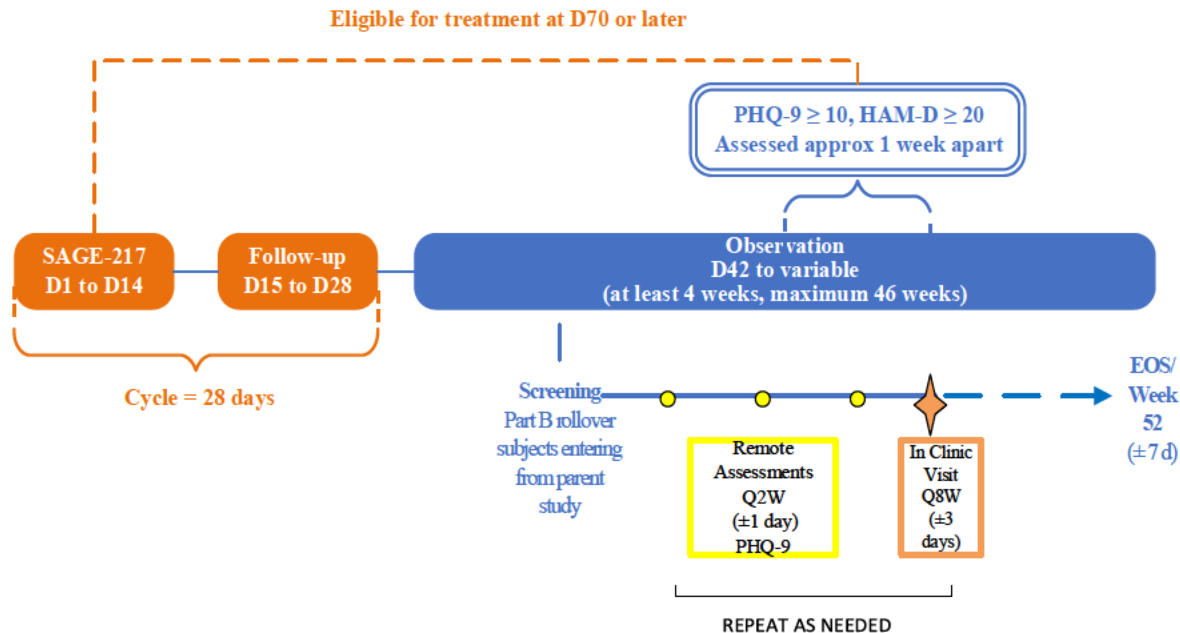 Eligible for treatment at D70 or later
PHQ-9 ≥ 10, HAM-D ≥ 20
Assessed approx 1 week apart
SAGE-217
D1 to D14
Follow-up
D15 to D28
Observation
D42 to variable
(at least 4 weeks, maximum 46 weeks)
Cycle = 28 days
Screening
Part B rollover
subjects entering
from parent
study
Remote
Assessments
Q2W
(±1 day)
PHQ-9
In Clinic
Visit
Q8W
(±3
days)
EOS/
Week
52
(±7 d)
REPEAT AS NEEDED